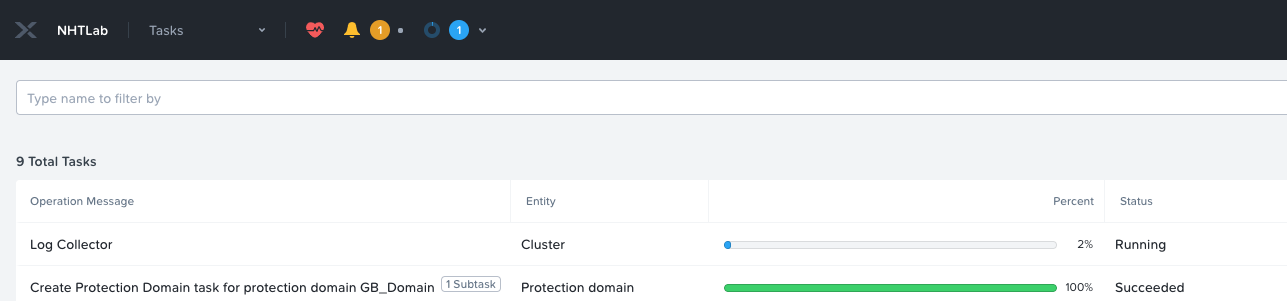 NHTLab Tasks 1 1
Type name to filter by
9 Total Tasks
Operation Message Entity Percent Status
Log Collector Cluster 2% Running
Create Protection Domain task for protection domain GB_Domain 1 Subtask Protection domain 100% Succeeded